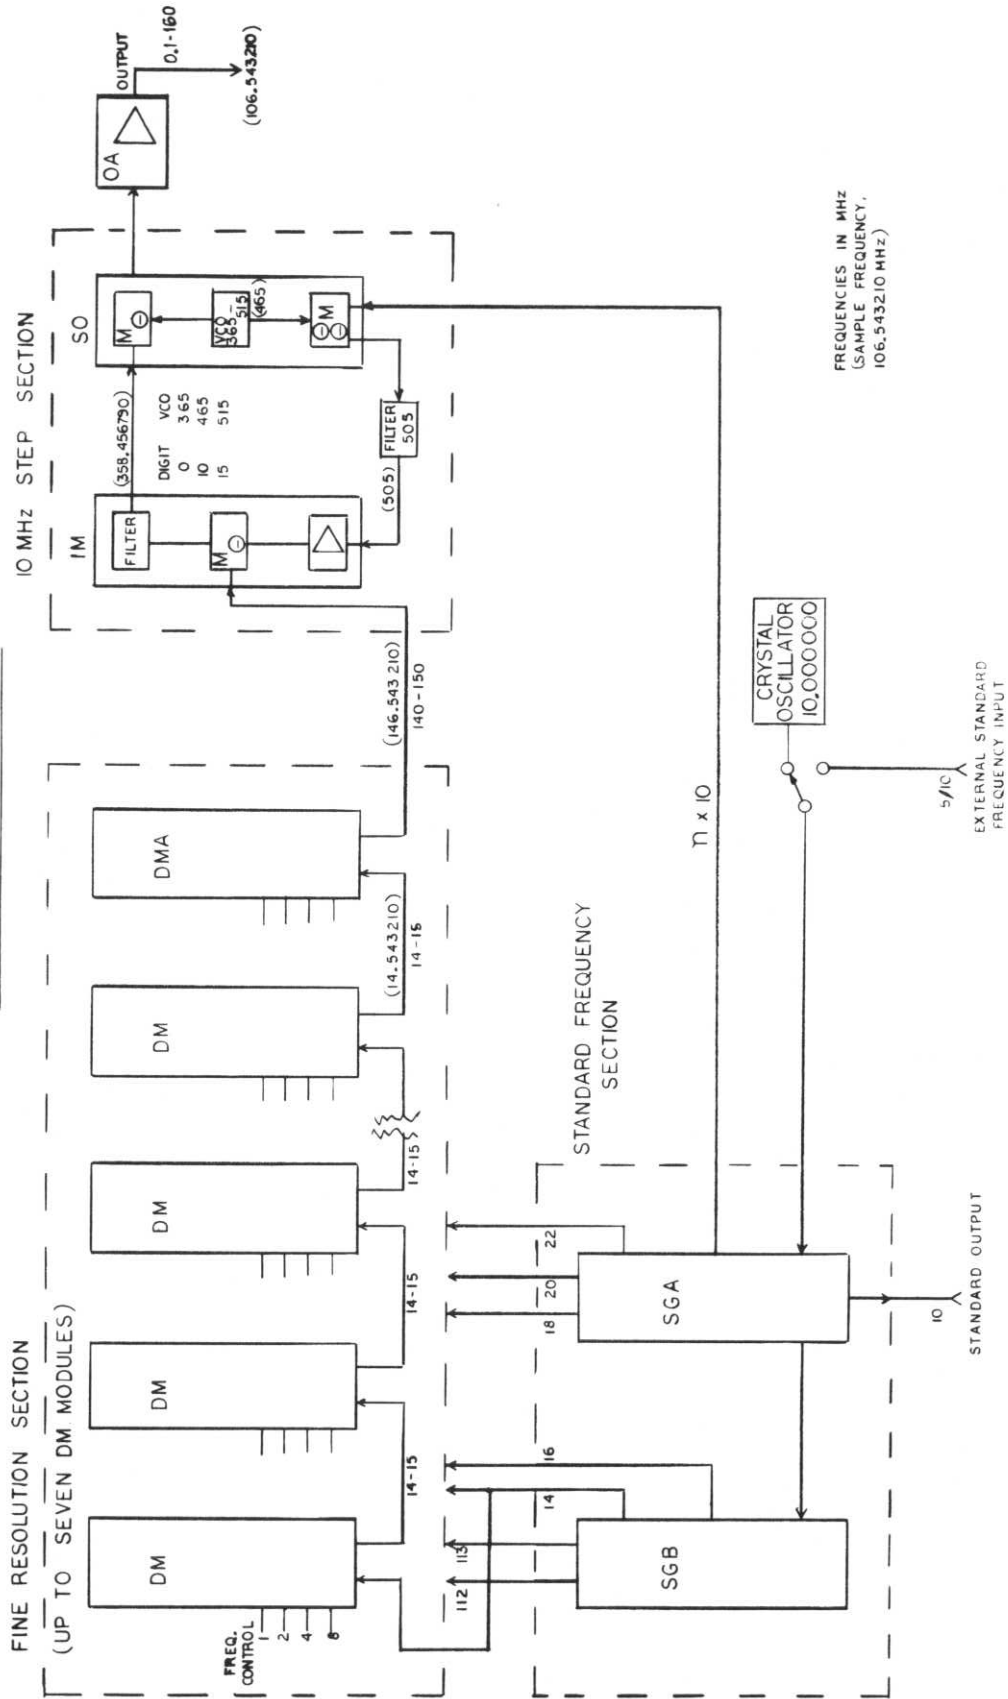 FINE RESOLUTION SECTION
(UP TO SEVEN DM MODULES)
10 MHz STEP SECTION
FREQ.
CONTROL
1
2
4
8
DM
DM
DM
DM
DMA
14-15
14-15
14-15
(14.543210)
14-15
(146.543 210)
140-150
IM
FILTER
M
(358.456790)
DIGIT VCO
0 365
10 465
15 515
SO
M
VCO
365-
515
(465)
M
FILTER
505
(505)
OA
OUTPUT
0.1-160
(106.543210)
112
113
14
16
18
20
22
STANDARD FREQUENCY
SECTION
SGB
SGA
n x 10
10
STANDARD OUTPUT
CRYSTAL
OSCILLATOR
10.000000
5/10
EXTERNAL STANDARD
FREQUENCY INPUT
FREQUENCIES IN MHz
(SAMPLE FREQUENCY,
106.543210 MHz)